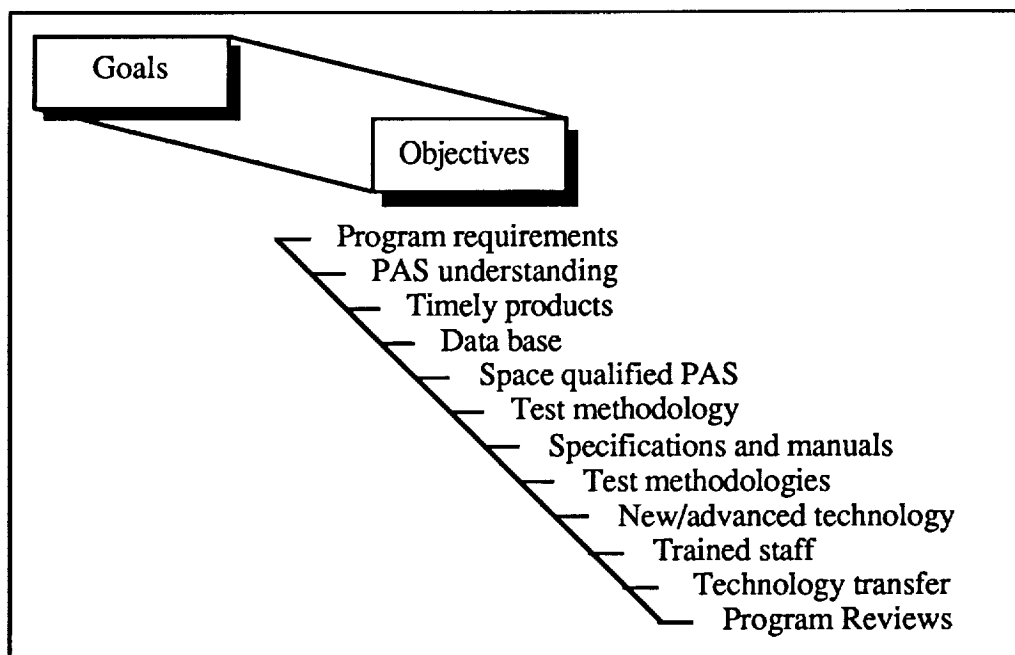 Goals
Objectives
Program requirements
PAS understanding
Timely products
Data base
Space qualified PAS
Test methodology
Specifications and manuals
Test methodologies
New/advanced technology
Trained staff
Technology transfer
Program Reviews